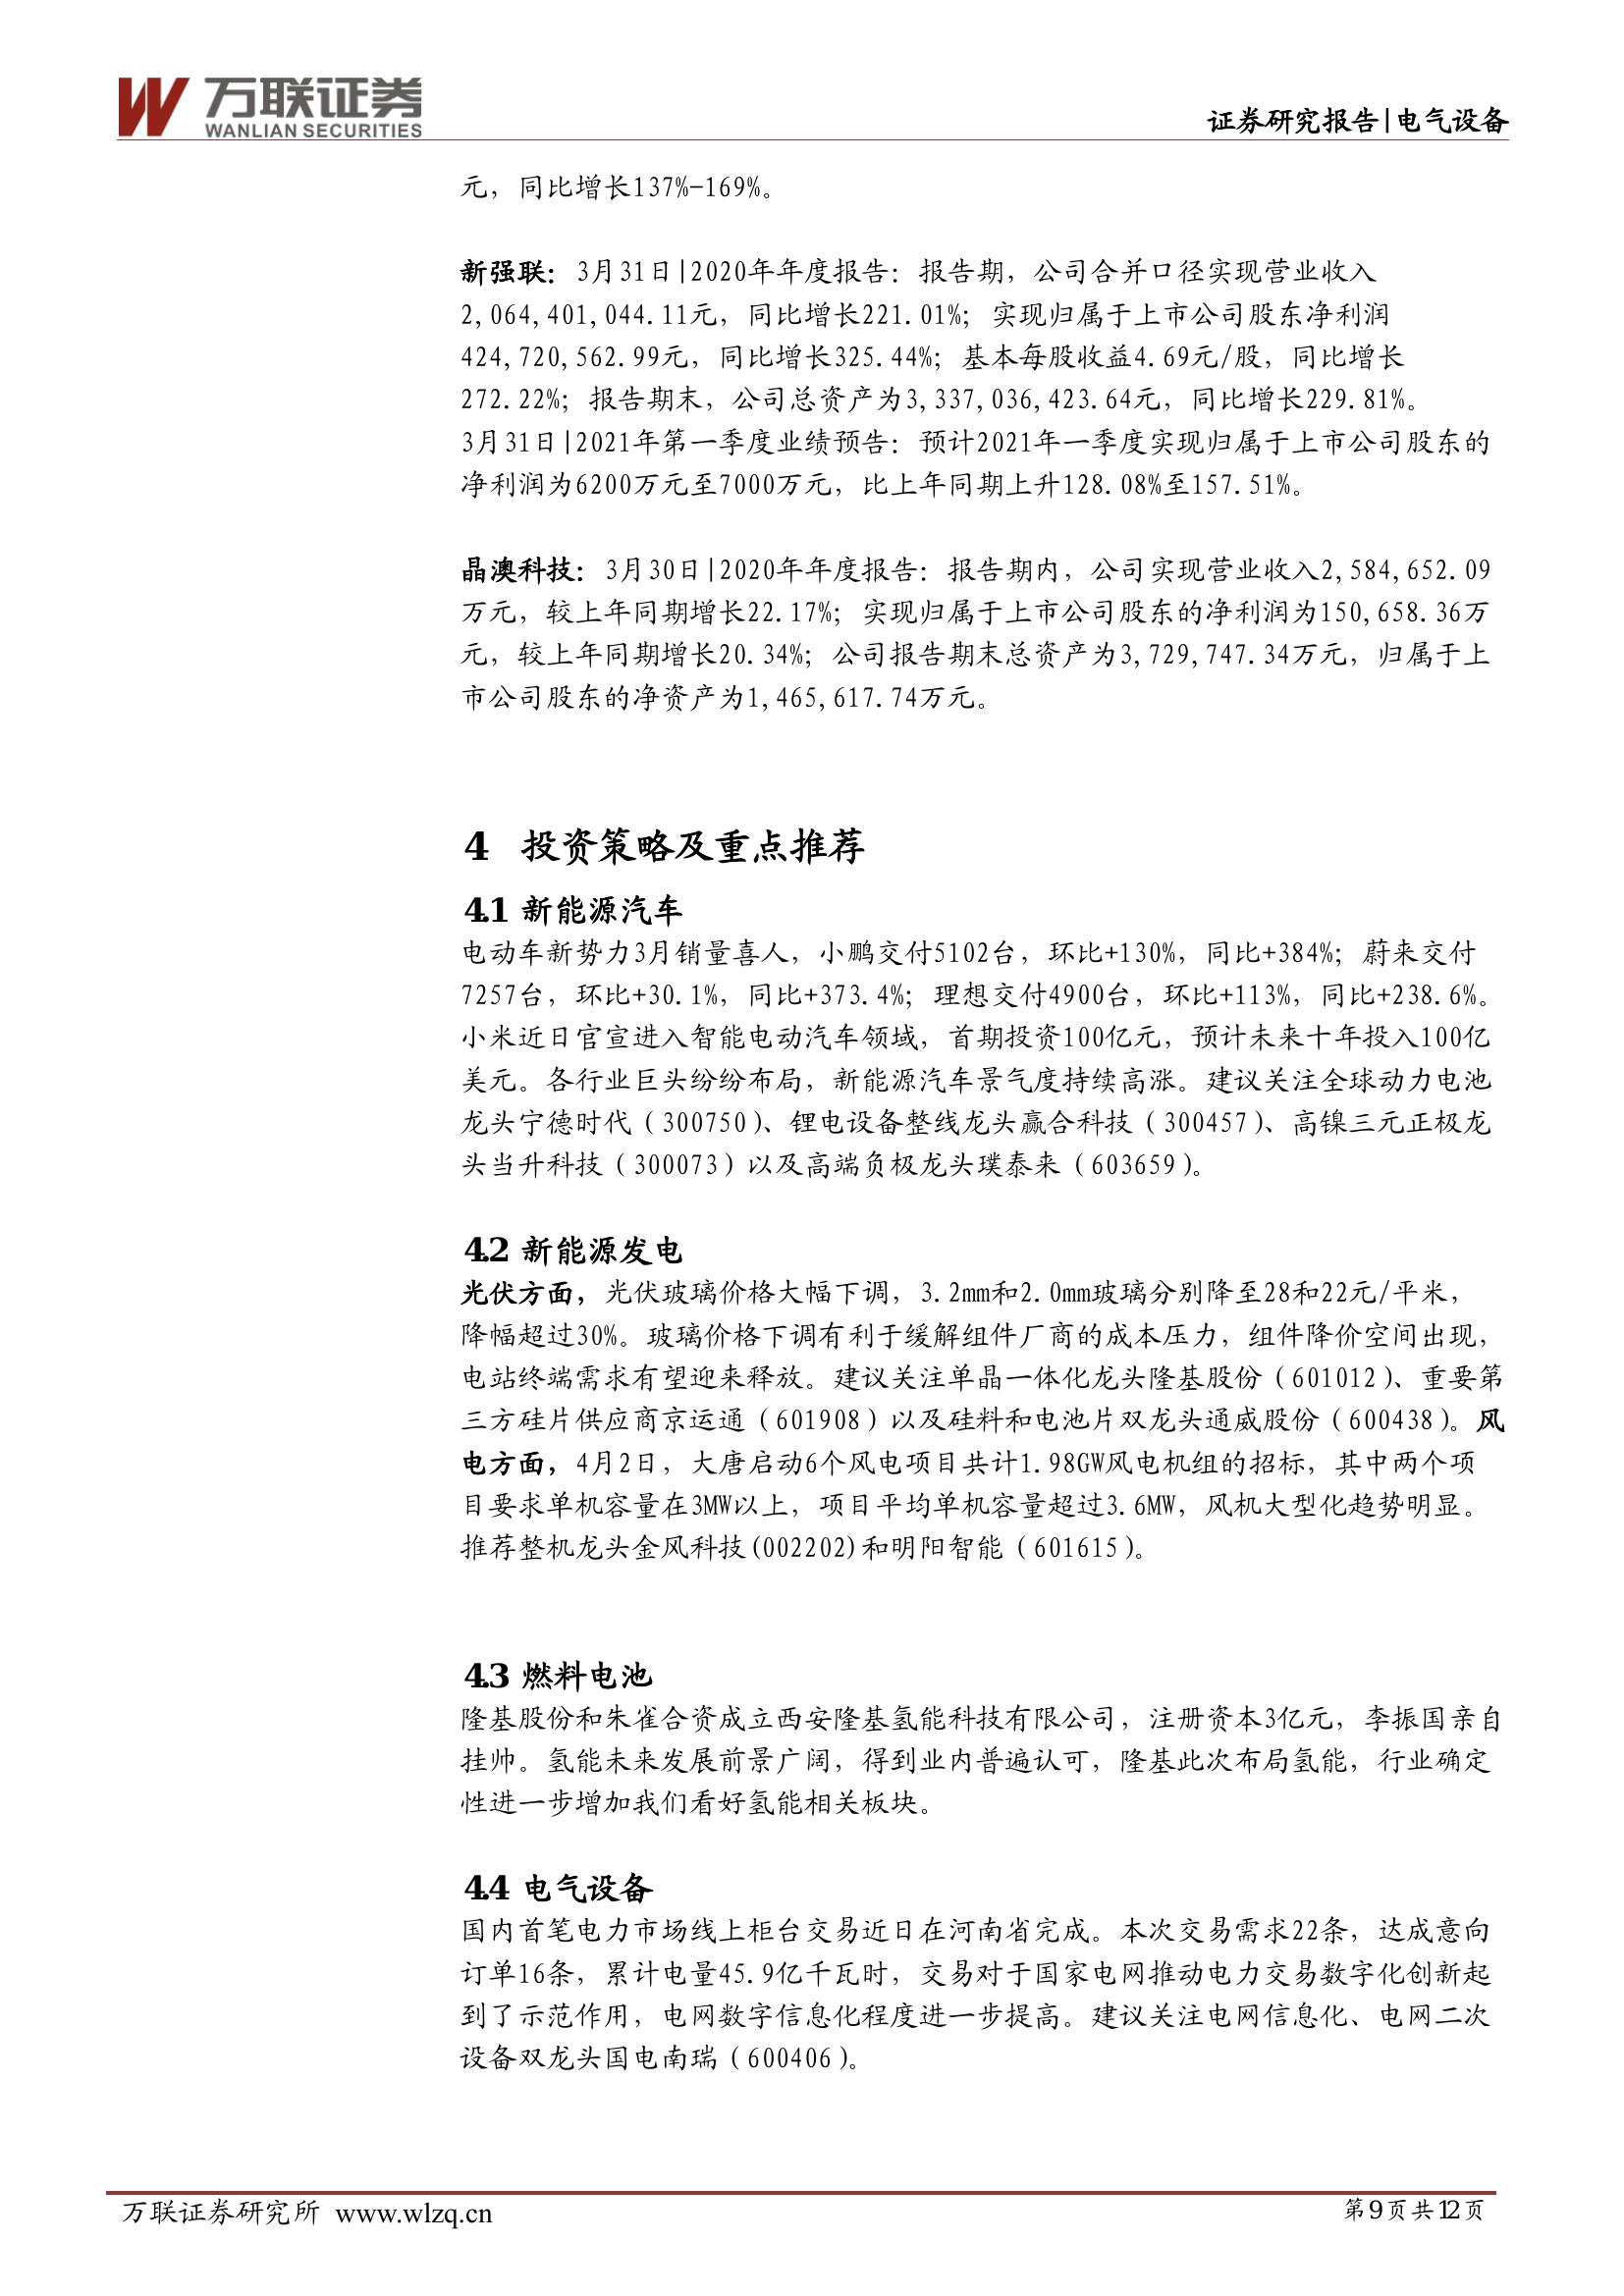 万联证券
WANLIAN SECURITIES
证券研究报告|电气设备
元，同比增长137%-169%。
新强联：3月31日|2020年年度报告：报告期，公司合并口径实现营业收入
2,064,401,044.11元，同比增长221.01%；实现归属于上市公司股东净利润
424,720,562.99元，同比增长325.44%；基本每股收益4.69元/股，同比增长
272.22%；报告期末，公司总资产为3,337,036,423.64元，同比增长229.81%。
3月31日|2021年第一季度业绩预告：预计2021年一季度实现归属于上市公司股东的
净利润为6200万元至7000万元，比上年同期上升128.08%至157.51%。
晶澳科技：3月30日|2020年年度报告：报告期内，公司实现营业收入2,584,652.09
万元，较上年同期增长22.17%；实现归属于上市公司股东的净利润为150,658.36万
元，较上年同期增长20.34%；公司报告期末总资产为3,729,747.34万元，归属于上
市公司股东的净资产为1,465,617.74万元。
4 投资策略及重点推荐
4.1 新能源汽车
电动车新势力3月销量喜人，小鹏交付5102台，环比+130%，同比+384%；蔚来交付
7257台，环比+30.1%，同比+373.4%；理想交付4900台，环比+113%，同比+238.6%。
小米近日官宣进入智能电动汽车领域，首期投资100亿元，预计未来十年投入100亿
美元。各行业巨头纷纷布局，新能源汽车景气度持续高涨。建议关注全球动力电池
龙头宁德时代（300750）、锂电设备整线龙头赢合科技（300457）、高镍三元正极龙
头当升科技（300073）以及高端负极龙头璞泰来（603659）。
4.2 新能源发电
光伏方面，光伏玻璃价格大幅下调，3.2mm和2.0mm玻璃分别降至28和22元/平米，
降幅超过30%。玻璃价格下调有利于缓解组件厂商的成本压力，组件降价空间出现，
电站终端需求有望迎来释放。建议关注单晶一体化龙头隆基股份（601012）、重要第
三方硅片供应商京运通（601908）以及硅料和电池片双龙头通威股份（600438）。风
电方面，4月2日，大唐启动6个风电项目共计1.98GW风电机组的招标，其中两个项
目要求单机容量在3MW以上，项目平均单机容量超过3.6MW，风机大型化趋势明显。
推荐整机龙头金风科技(002202)和明阳智能（601615）。
4.3 燃料电池
隆基股份和朱雀合资成立西安隆基氢能科技有限公司，注册资本3亿元，李振国亲自
挂帅。氢能未来发展前景广阔，得到业内普遍认可，隆基此次布局氢能，行业确定
性进一步增加我们看好氢能相关板块。
4.4 电气设备
国内首笔电力市场线上柜台交易近日在河南省完成。本次交易需求22条，达成意向
订单16条，累计电量45.9亿千瓦时，交易对于国家电网推动电力交易数字化创新起
到了示范作用，电网数字信息化程度进一步提高。建议关注电网信息化、电网二次
设备双龙头国电南瑞（600406）。
万联证券研究所 www.wlzq.cn
第9页共12页